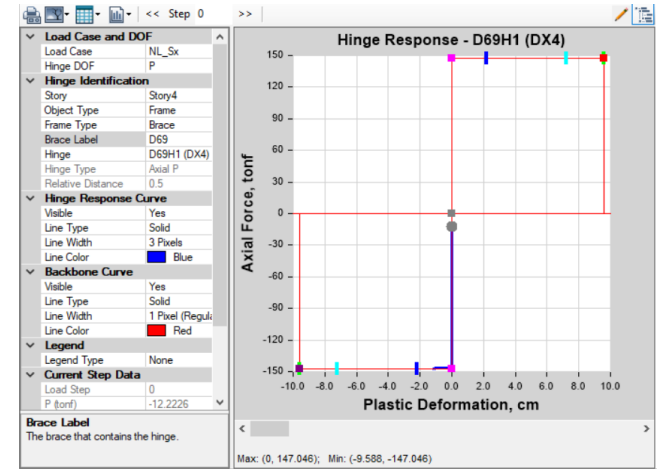 << Step 0 >>
Load Case and DOF
Load Case NL_Sx
Hinge DOF P
Hinge Identification
Story Story4
Object Type Frame
Frame Type Brace
Brace Label D69
Hinge D69H1 (DX4)
Hinge Type Axial P
Relative Distance 0.5
Hinge Response Curve
Visible Yes
Line Type Solid
Line Width 3 Pixels
Line Color Blue
Backbone Curve
Visible Yes
Line Type Solid
Line Width 1 Pixel (Regula
Line Color Red
Legend
Legend Type None
Current Step Data
Load Step 0
P (tonf) -12.2226
Brace Label
The brace that contains the hinge.
Hinge Response - D69H1 (DX4)
Axial Force, tonf
150
120
90
60
30
0
-30
-60
-90
-120
-150
-10.0 -8.0 -6.0 -4.0 -2.0 0.0 2.0 4.0 6.0 8.0 10.0
Plastic Deformation, cm
Max: (0, 147.046); Min: (-9.588, -147.046)